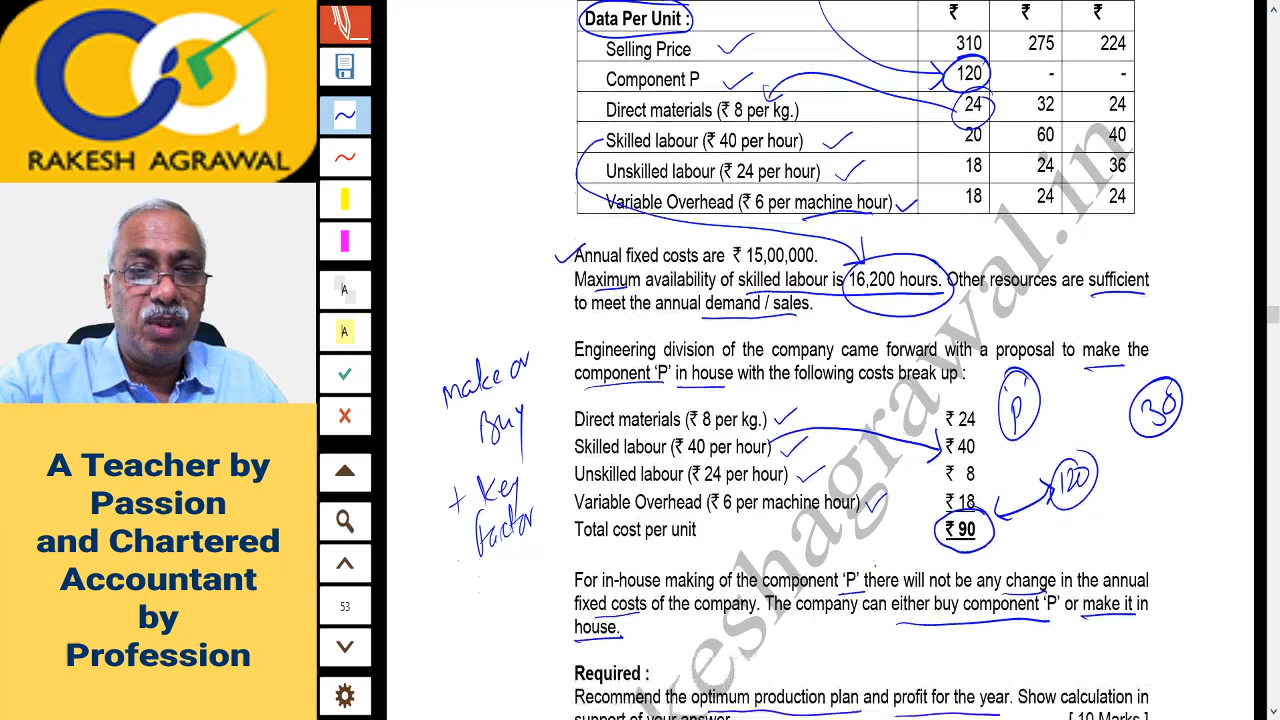 RAKESH AGRAWAL
A Teacher by
Passion
and Chartered
Accountant
by
Profession
A
A
53
Data Per Unit : ₹ ₹ ₹
Selling Price 310 275 224
Component P 120 - -
Direct materials (₹ 8 per kg.) 24 32 24
Skilled labour (₹ 40 per hour) 20 60 40
Unskilled labour (₹ 24 per hour) 18 24 36
Variable Overhead (₹ 6 per machine hour) 18 24 24
Annual fixed costs are ₹ 15,00,000.
Maximum availability of skilled labour is 16,200 hours. Other resources are sufficient
to meet the annual demand / sales.
Engineering division of the company came forward with a proposal to make the
component 'P' in house with the following costs break up :
Direct materials (₹ 8 per kg.) ₹ 24
Skilled labour (₹ 40 per hour) ₹ 40
Unskilled labour (₹ 24 per hour) ₹ 8
Variable Overhead (₹ 6 per machine hour) ₹ 18
Total cost per unit ₹ 90
make or
Buy
+ key
factor
'P'
30
120
For in-house making of the component 'P' there will not be any change in the annual
fixed costs of the company. The company can either buy component 'P' or make it in
house.
Required :
Recommend the optimum production plan and profit for the year. Show calculation in
support of your answer. [ 10 Marks ]
keshagrawal.in